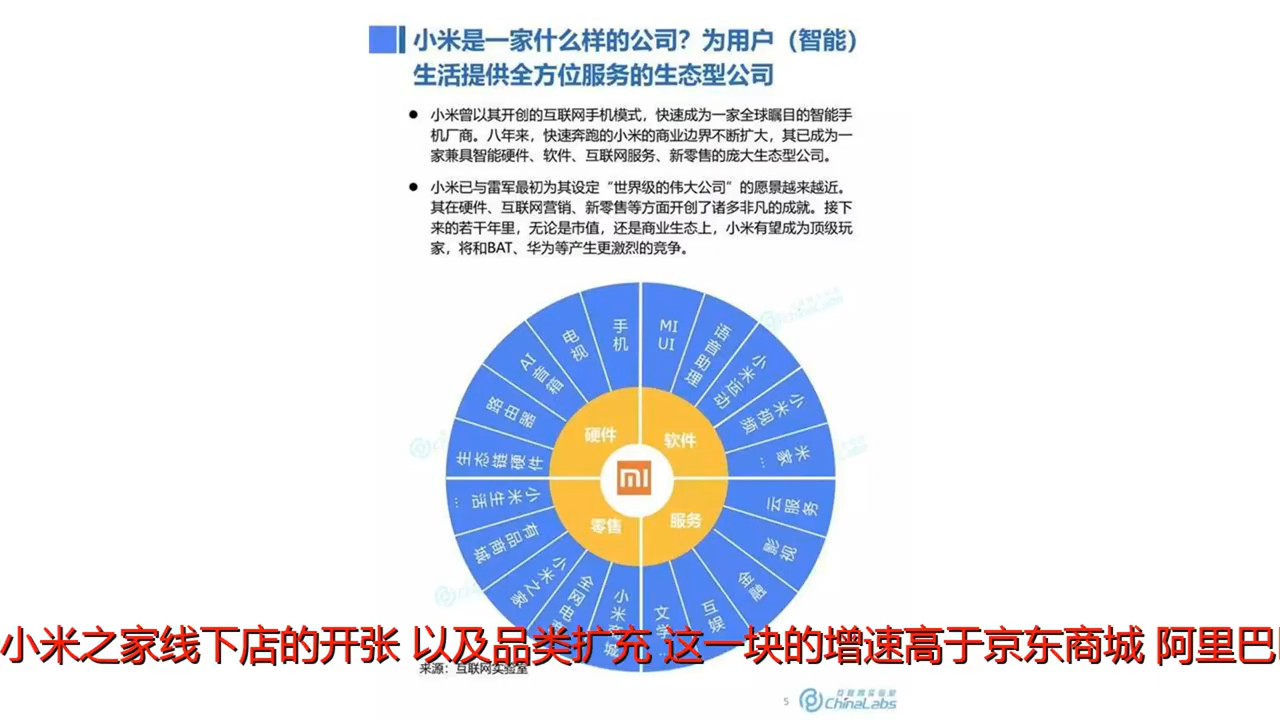 小米是一家什么样的公司？为用户（智能）
生活提供全方位服务的生态型公司
● 小米曾以其开创的互联网手机模式，快速成为一家全球瞩目的智能手
机厂商。八年来，快速奔跑的小米的商业边界不断扩大，其已成为一
家兼具智能硬件、软件、互联网服务、新零售的庞大生态型公司。
● 小米已与雷军最初为其设定“世界级的伟大公司”的愿景越来越近。
其在硬件、互联网营销、新零售等方面开创了诸多非凡的成就。接下
来的若干年里，无论是市值，还是商业生态上，小米有望成为顶级玩
家，将和BAT、华为等产生更激烈的竞争。
手机
电视
AI音箱
路由器
生态链硬件
MIUI
语音助理
小米运动
小米视频
米家...
硬件
软件
MI
零售
服务
小米生活...
有品商城
小米之家
全网电
小米商城
云服务
影视
金融
互娱
文学...
小米之家线下店的开张 以及品类扩充 这一块的增速高于京东商城 阿里巴
来源：互联网实验室
5
互联网实验室
ChinaLabs